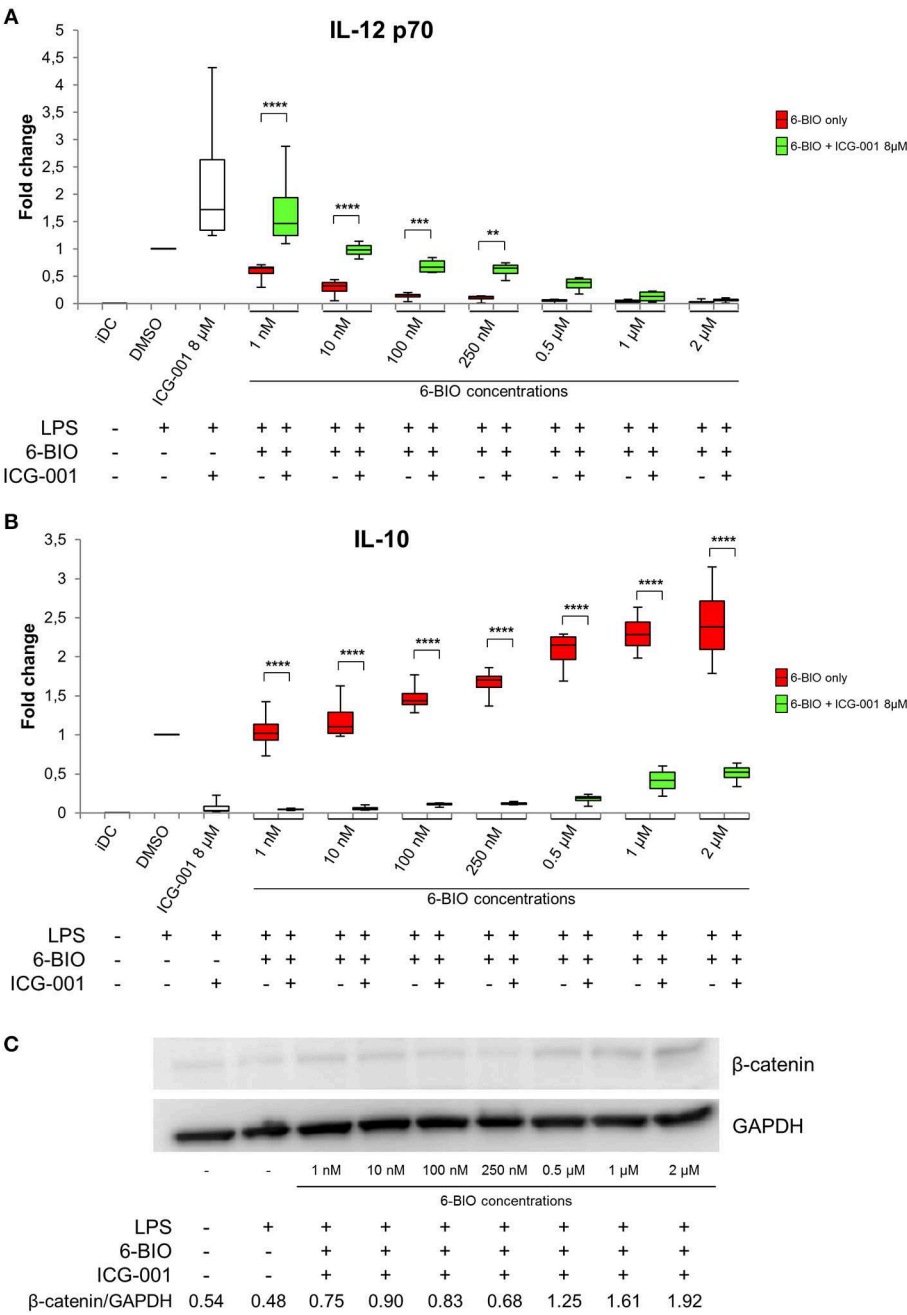 A
IL-12 p70
5
4,5
4
3,5
3
2,5
2
1,5
1
0,5
0
Fold change
****
****
***
**
6-BIO only
6-BIO + ICG-001 8µM
iDC
DMSO
ICG-001 8 µM
1 nM
10 nM
100 nM
250 nM
0.5 µM
1 µM
2 µM
6-BIO concentrations
LPS - + + + + + + + + + + + + + + + +
6-BIO - - - + + + + + + + + + + + + + +
ICG-001 - - + - + - + - + - + - + - + - +
B
IL-10
3,5
3
2,5
2
1,5
1
0,5
0
Fold change
****
****
****
****
****
****
****
6-BIO only
6-BIO + ICG-001 8µM
iDC
DMSO
ICG-001 8 µM
1 nM
10 nM
100 nM
250 nM
0.5 µM
1 µM
2 µM
6-BIO concentrations
LPS - + + + + + + + + + + + + + + + +
6-BIO - - - + + + + + + + + + + + + + +
ICG-001 - - + - + - + - + - + - + - + - +
C
β-catenin
GAPDH
- - 1 nM 10 nM 100 nM 250 nM 0.5 µM 1 µM 2 µM
6-BIO concentrations
LPS - + + + + + + + +
6-BIO - - + + + + + + +
ICG-001 - - + + + + + + +
β-catenin/GAPDH 0.54 0.48 0.75 0.90 0.83 0.68 1.25 1.61 1.92